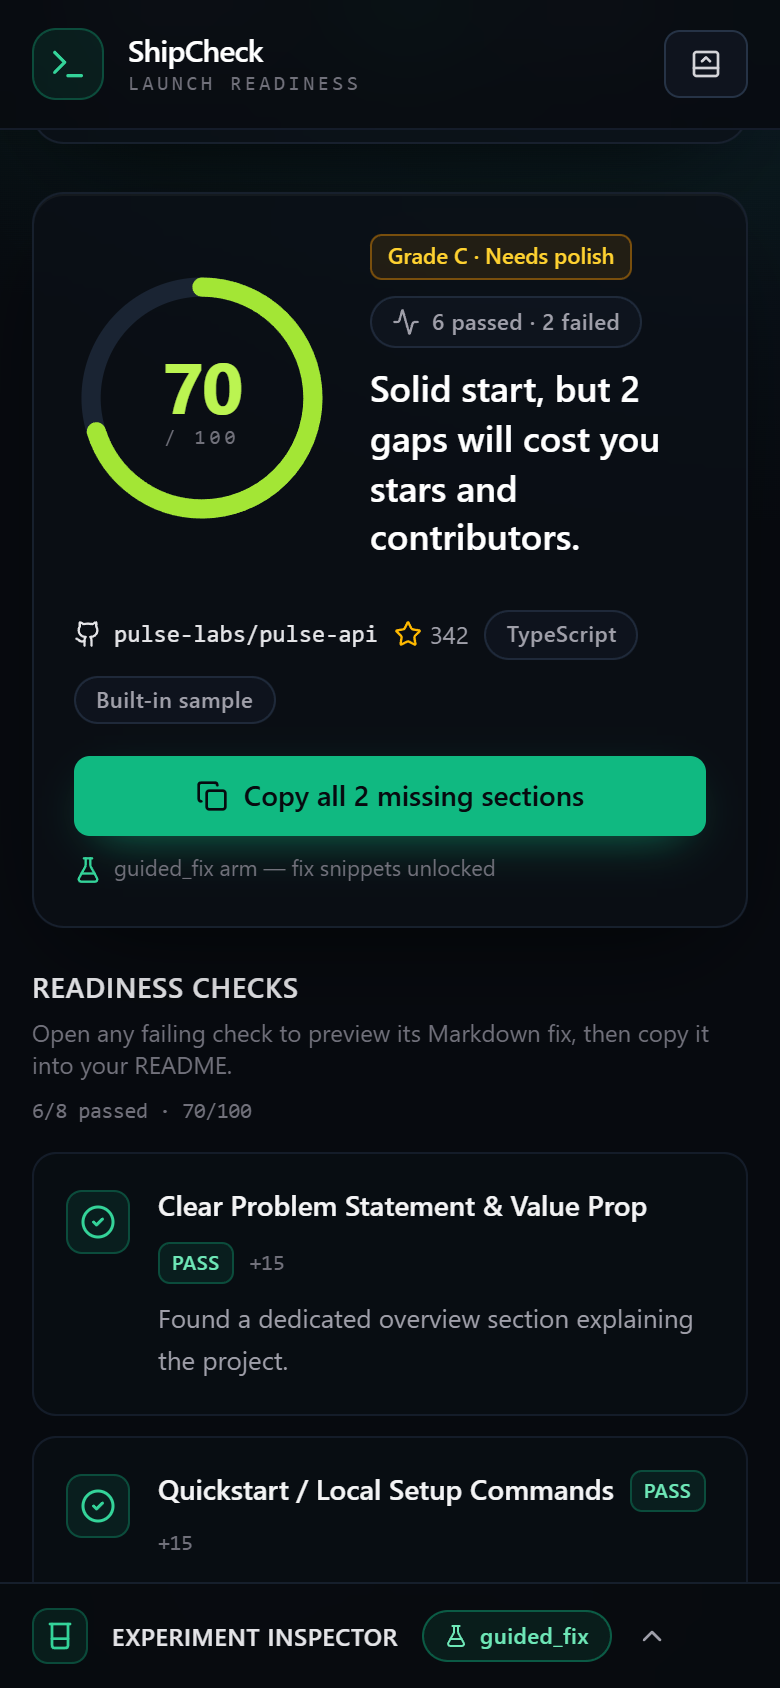 ShipCheck
LAUNCH READINESS
Grade C · Needs polish
6 passed · 2 failed
70
/ 100
Solid start, but 2
gaps will cost you
stars and
contributors.
pulse-labs/pulse-api 342 TypeScript
Built-in sample
Copy all 2 missing sections
guided_fix arm — fix snippets unlocked
READINESS CHECKS
Open any failing check to preview its Markdown fix, then copy it
into your README.
6/8 passed · 70/100
Clear Problem Statement & Value Prop
PASS +15
Found a dedicated overview section explaining
the project.
Quickstart / Local Setup Commands PASS
+15
EXPERIMENT INSPECTOR guided_fix